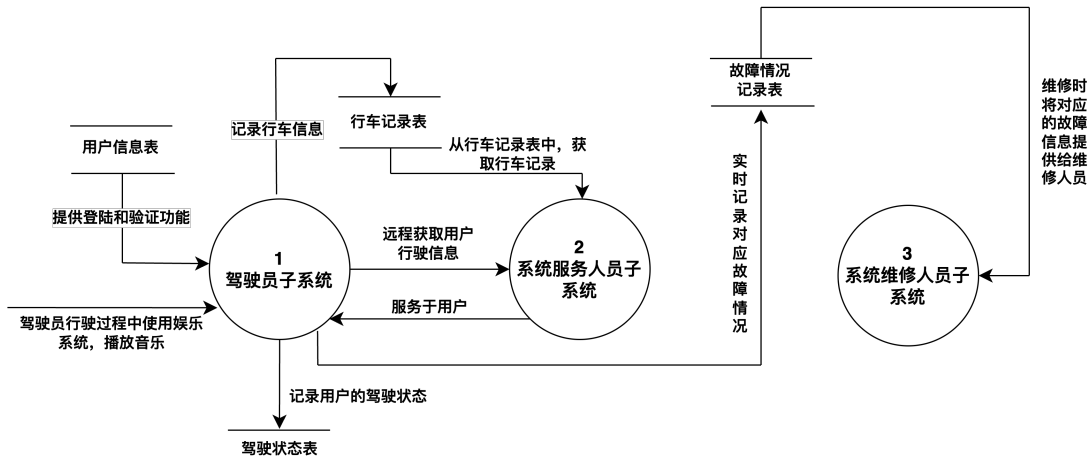 用户信息表
提供登陆和验证功能
记录行车信息
行车记录表
从行车记录表中，获
取行车记录
1
驾驶员子系统
远程获取用户
行驶信息
服务于用户
2
系统服务人员子
系统
驾驶员行驶过程中使用娱乐
系统，播放音乐
记录用户的驾驶状态
驾驶状态表
实时记录对应故障情况
故障情况
记录表
3
系统维修人员子
系统
维修时
将对应
的故障
信息提
供给维
修人员